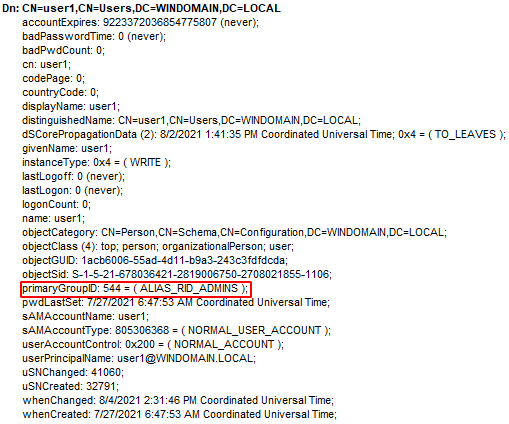 Dn: CN=user1,CN=Users,DC=WINDOMAIN,DC=LOCAL
accountExpires: 9223372036854775807 (never);
badPasswordTime: 0 (never);
badPwdCount: 0;
cn: user1;
codePage: 0;
countryCode: 0;
displayName: user1;
distinguishedName: CN=user1,CN=Users,DC=WINDOMAIN,DC=LOCAL;
dSCorePropagationData (2): 8/2/2021 1:41:35 PM Coordinated Universal Time; 0x4 = ( TO_LEAVES );
givenName: user1;
instanceType: 0x4 = ( WRITE );
lastLogoff: 0 (never);
lastLogon: 0 (never);
logonCount: 0;
name: user1;
objectCategory: CN=Person,CN=Schema,CN=Configuration,DC=WINDOMAIN,DC=LOCAL;
objectClass (4): top; person; organizationalPerson; user;
objectGUID: 1acb6006-55ad-4d11-b9a3-243c3fdfdcda;
objectSid: S-1-5-21-678036421-2819006750-2708021855-1106;
primaryGroupID: 544 = ( ALIAS_RID_ADMINS );
pwdLastSet: 7/27/2021 6:47:53 AM Coordinated Universal Time;
sAMAccountName: user1;
sAMAccountType: 805306368 = ( NORMAL_USER_ACCOUNT );
userAccountControl: 0x200 = ( NORMAL_ACCOUNT );
userPrincipalName: user1@WINDOMAIN.LOCAL;
uSNChanged: 41060;
uSNCreated: 32791;
whenChanged: 8/4/2021 2:31:46 PM Coordinated Universal Time;
whenCreated: 7/27/2021 6:47:53 AM Coordinated Universal Time;